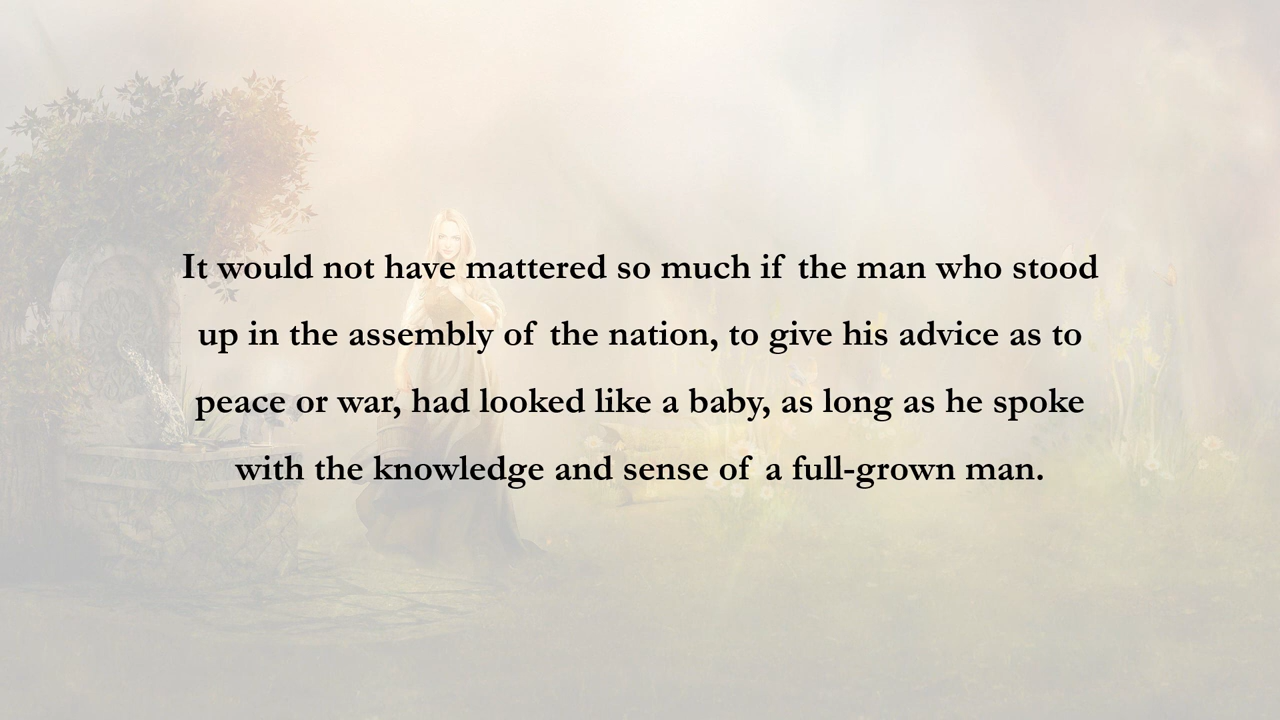 It would not have mattered so much if the man who stood
up in the assembly of the nation, to give his advice as to
peace or war, had looked like a baby, as long as he spoke
with the knowledge and sense of a full-grown man.